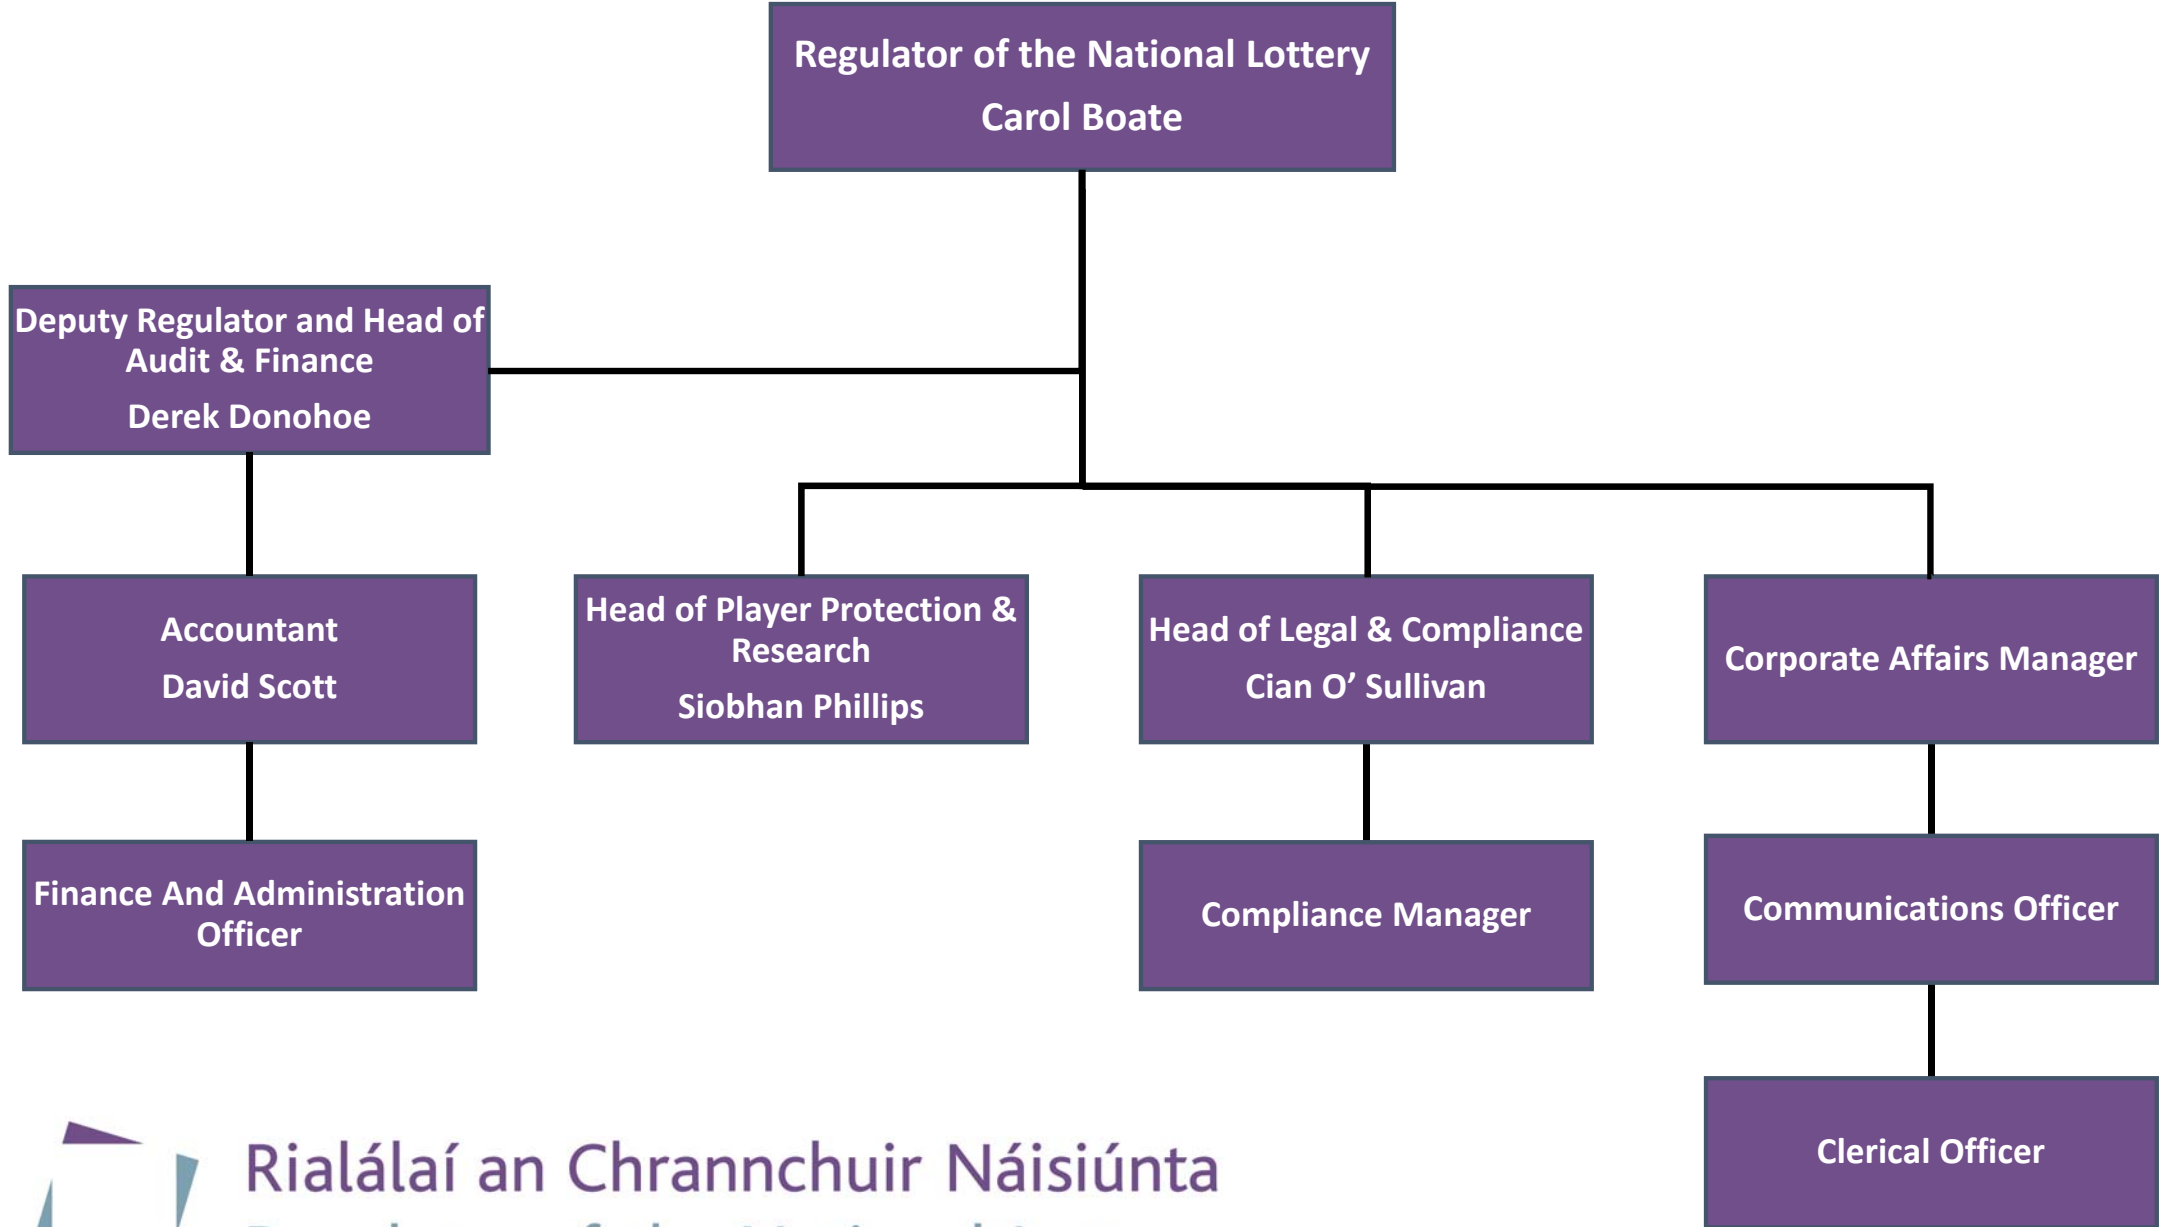 Regulator of the National Lottery
Carol Boate
Deputy Regulator and Head of
Audit & Finance
Derek Donohoe
Accountant
David Scott
Head of Player Protection &
Research
Siobhan Phillips
Head of Legal & Compliance
Cian O’ Sullivan
Corporate Affairs Manager
Finance And Administration
Officer
Compliance Manager
Communications Officer
Clerical Officer
Rialálaí an Chrannchuir Náisiúnta